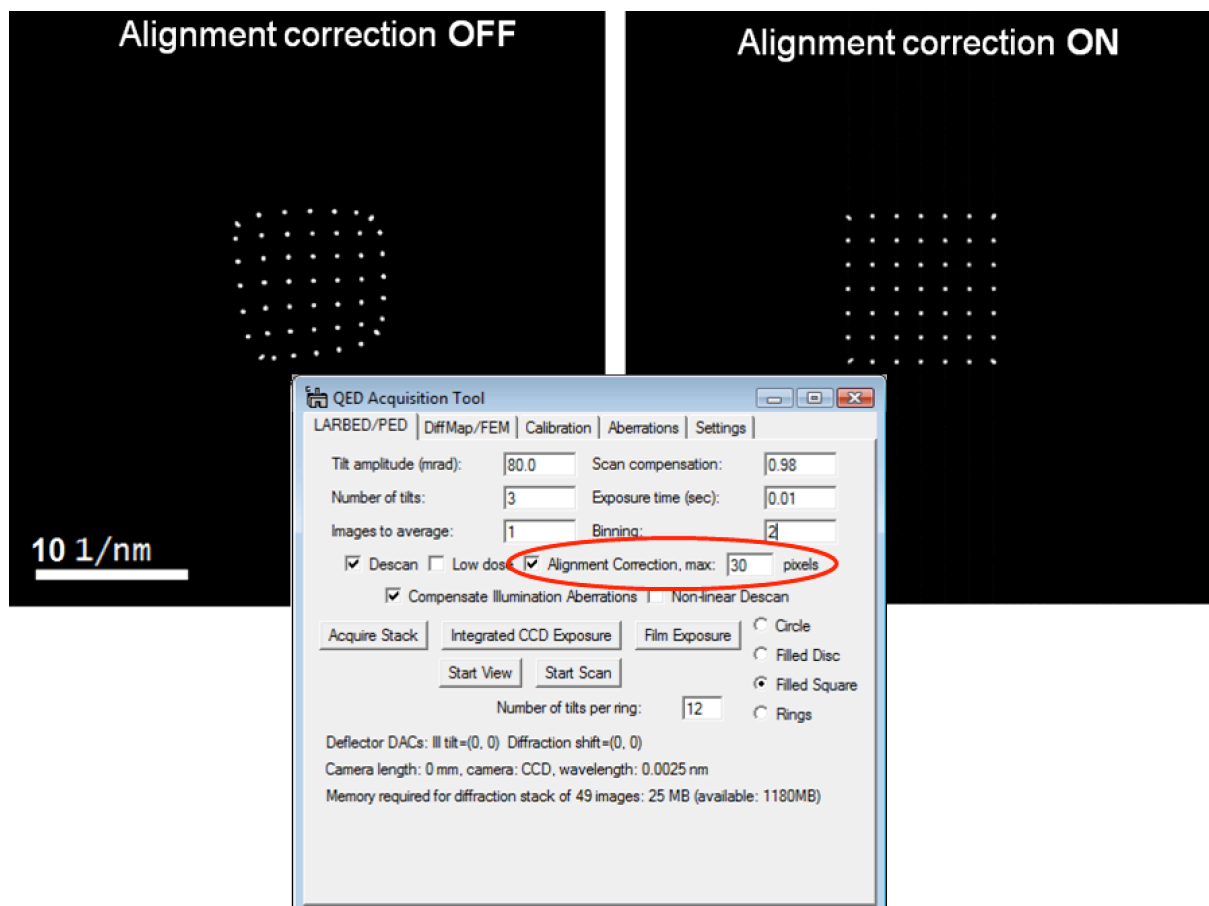 Alignment correction OFF
Alignment correction ON
10 1/nm
QED Acquisition Tool
LARBED/PED DiffMap/FEM Calibration Aberrations Settings
Tilt amplitude (mrad): 80.0 Scan compensation: 0.98
Number of tilts: 3 Exposure time (sec): 0.01
Images to average: 1 Binning: 2
Descan Low dose Alignment Correction, max: 30 pixels
Compensate Illumination Aberrations Non-linear Descan
Acquire Stack Integrated CCD Exposure Film Exposure Circle
Filled Disc
Start View Start Scan Filled Square
Number of tilts per ring: 12 Rings
Deflector DACs: Ill tilt=(0, 0) Diffraction shift=(0, 0)
Camera length: 0 mm, camera: CCD, wavelength: 0.0025 nm
Memory required for diffraction stack of 49 images: 25 MB (available: 1180MB)